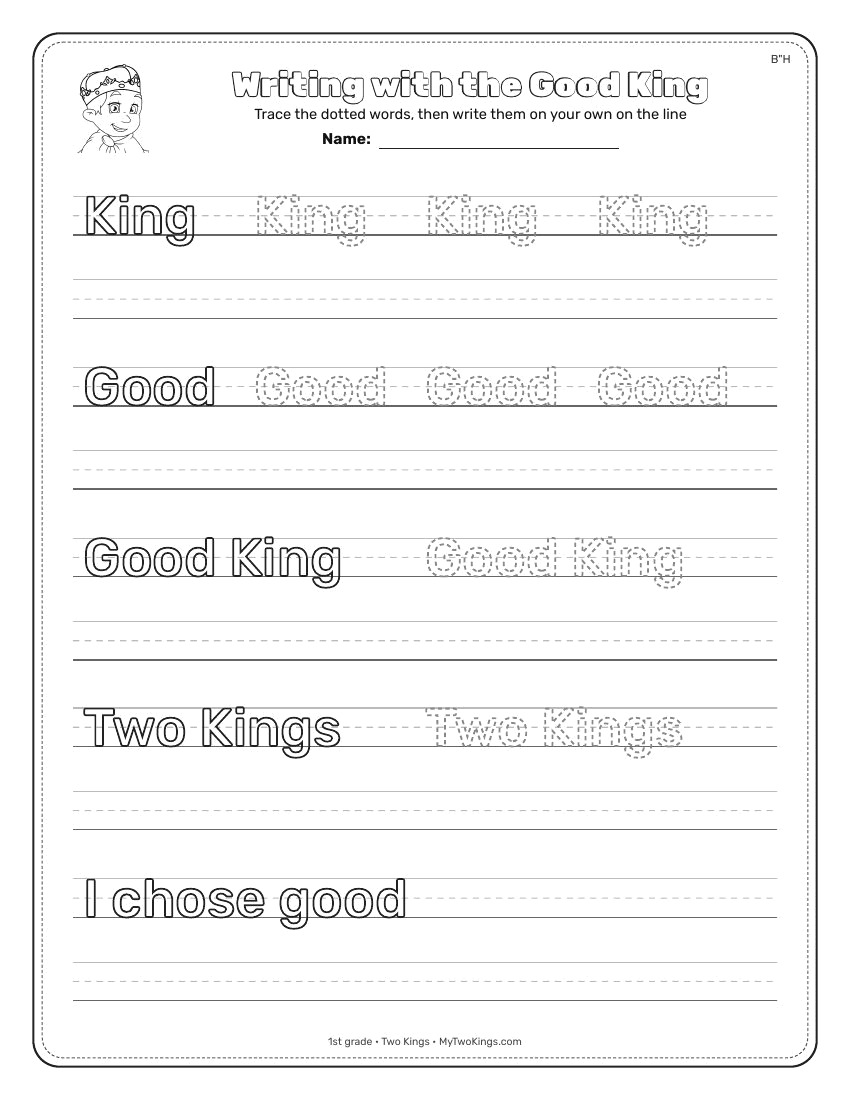 B"H
Writing with the Good King
Trace the dotted words, then write them on your own on the line
Name:
King King King King
Good Good Good Good
Good King Good King
Two Kings Two Kings
I chose good
1st grade • Two Kings • MyTwoKings.com